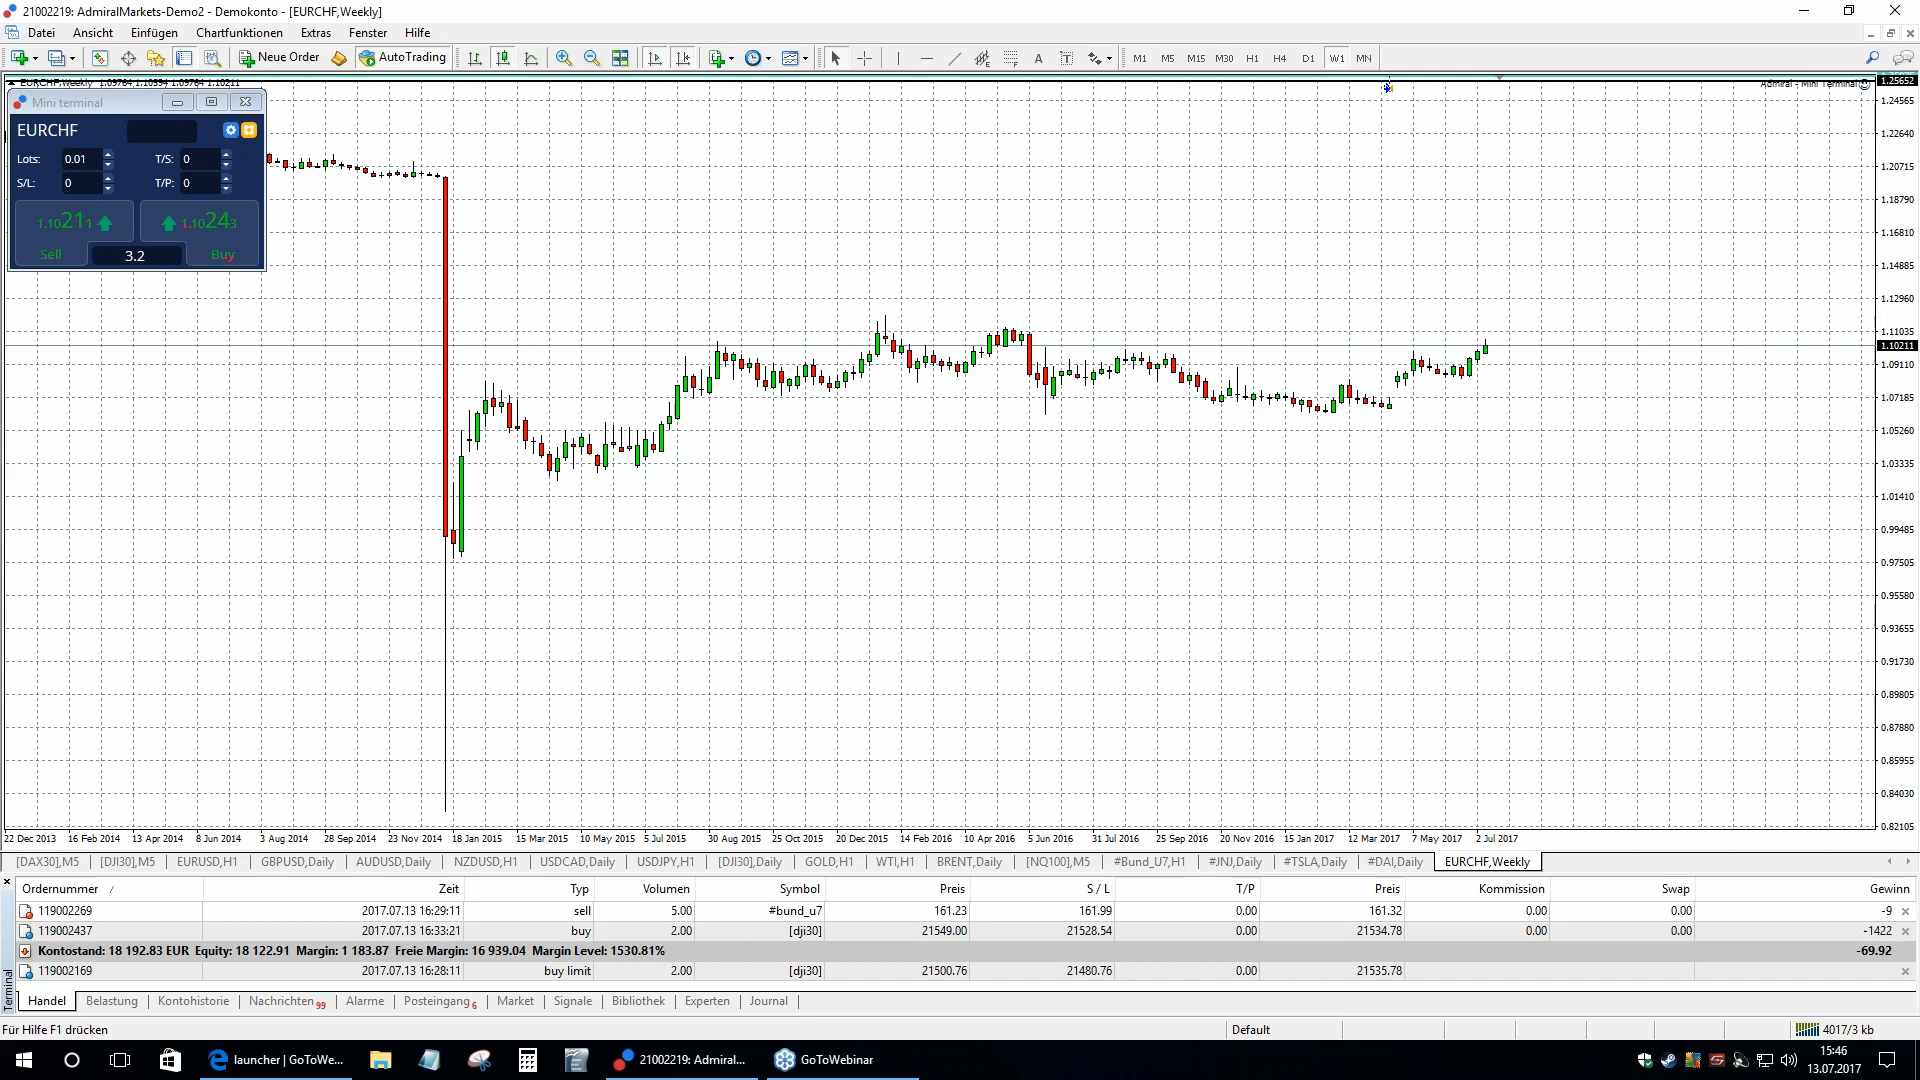 21002219: AdmiralMarkets-Demo2 - Demokonto - [EURCHF,Weekly]
Datei Ansicht Einfügen Chartfunktionen Extras Fenster Hilfe
Neue Order AutoTrading A T M1 M5 M15 M30 H1 H4 D1 W1 MN
EURCHF,Weekly 1.09764 1.10394 1.09764 1.10211
Admiral - Mini Terminal
Mini terminal
EURCHF
Lots: 0.01 T/S: 0
S/L: 0 T/P: 0
1.10211 1.10243
Sell 3.2 Buy
1.25652
1.24565
1.22640
1.20715
1.18790
1.16810
1.14885
1.12960
1.11035
1.10211
1.09110
1.07185
1.05260
1.03335
1.01410
0.99485
0.97505
0.95580
0.93655
0.91730
0.89805
0.87880
0.85955
0.84030
0.82105
22 Dec 2013 16 Feb 2014 13 Apr 2014 8 Jun 2014 3 Aug 2014 28 Sep 2014 23 Nov 2014 18 Jan 2015 15 Mar 2015 10 May 2015 5 Jul 2015 30 Aug 2015 25 Oct 2015 20 Dec 2015 14 Feb 2016 10 Apr 2016 5 Jun 2016 31 Jul 2016 25 Sep 2016 20 Nov 2016 15 Jan 2017 12 Mar 2017 7 May 2017 2 Jul 2017
[DAX30],M5 [DJI30],M5 EURUSD,H1 GBPUSD,Daily AUDUSD,Daily NZDUSD,H1 USDCAD,Daily USDJPY,H1 [DJI30],Daily GOLD,H1 WTI,H1 BRENT,Daily [NQ100],M5 #Bund_U7,H1 #JNJ,Daily #TSLA,Daily #DAI,Daily EURCHF,Weekly
Ordernummer / Zeit Typ Volumen Symbol Preis S / L T/P Preis Kommission Swap Gewinn
119002269 2017.07.13 16:29:11 sell 5.00 #bund_u7 161.23 161.99 0.00 161.32 0.00 0.00 -9
119002437 2017.07.13 16:33:21 buy 2.00 [dji30] 21549.00 21528.54 0.00 21534.78 0.00 0.00 -1422
Kontostand: 18 192.83 EUR Equity: 18 122.91 Margin: 1 183.87 Freie Margin: 16 939.04 Margin Level: 1530.81% -69.92
119002169 2017.07.13 16:28:11 buy limit 2.00 [dji30] 21500.76 21480.76 0.00 21535.78
Terminal
Handel Belastung Kontohistorie Nachrichten 99 Alarme Posteingang 6 Market Signale Bibliothek Experten Journal
Für Hilfe F1 drücken Default 4017/3 kb
launcher | GoToWe... 21002219: Admiral... GoToWebinar
15:46
13.07.2017